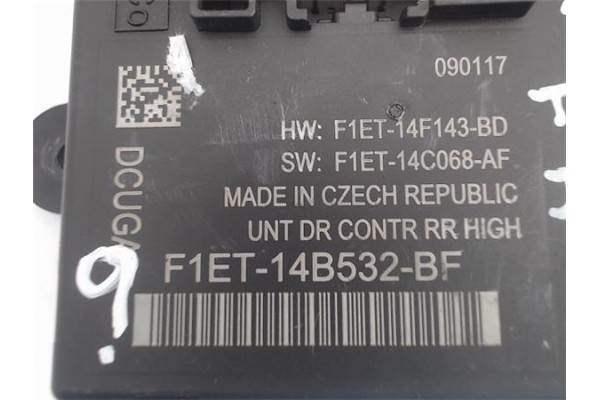 090117
HW: F1ET-14F143-BD
SW: F1ET-14C068-AF
MADE IN CZECH REPUBLIC
UNT DR CONTR RR HIGH
F1ET-14B532-BF
DCUGA
9